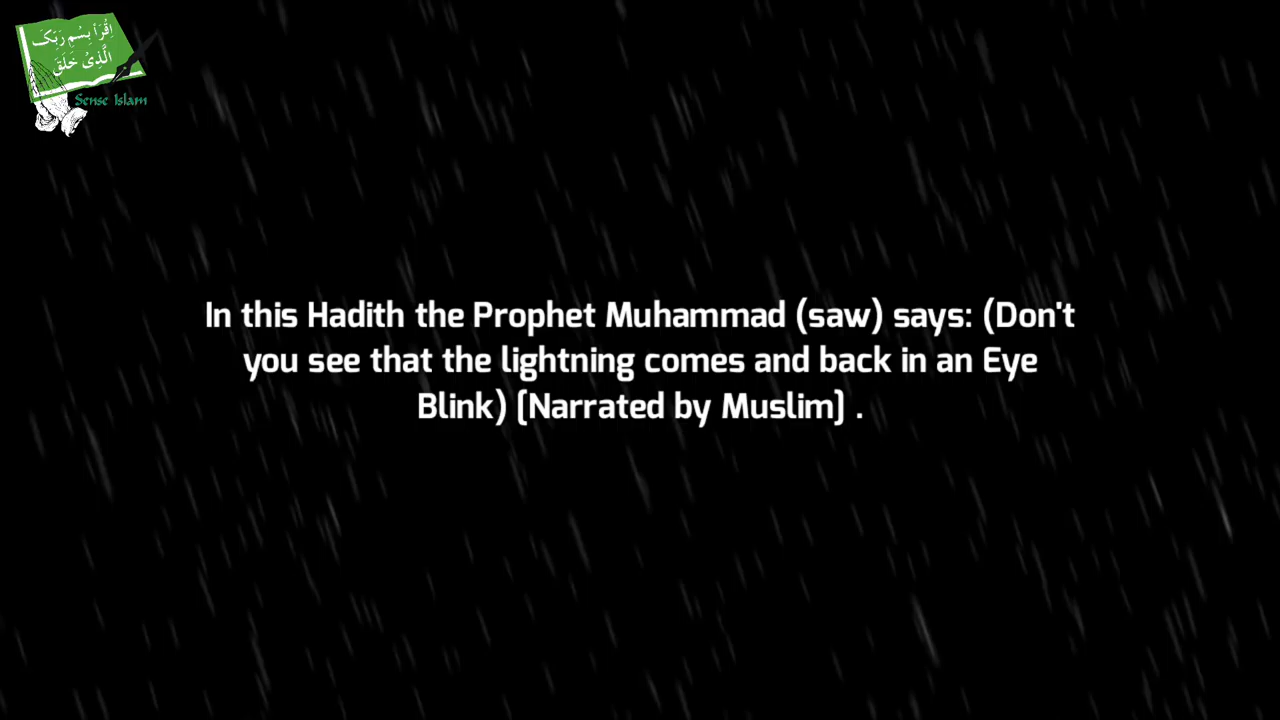 اِقْرَاْ بِسْمِ رَبِّكَ
الَّذِیْ خَلَقَ
Sense Islam
In this Hadith the Prophet Muhammad (saw) says: (Don't
you see that the lightning comes and back in an Eye
Blink) [Narrated by Muslim] .